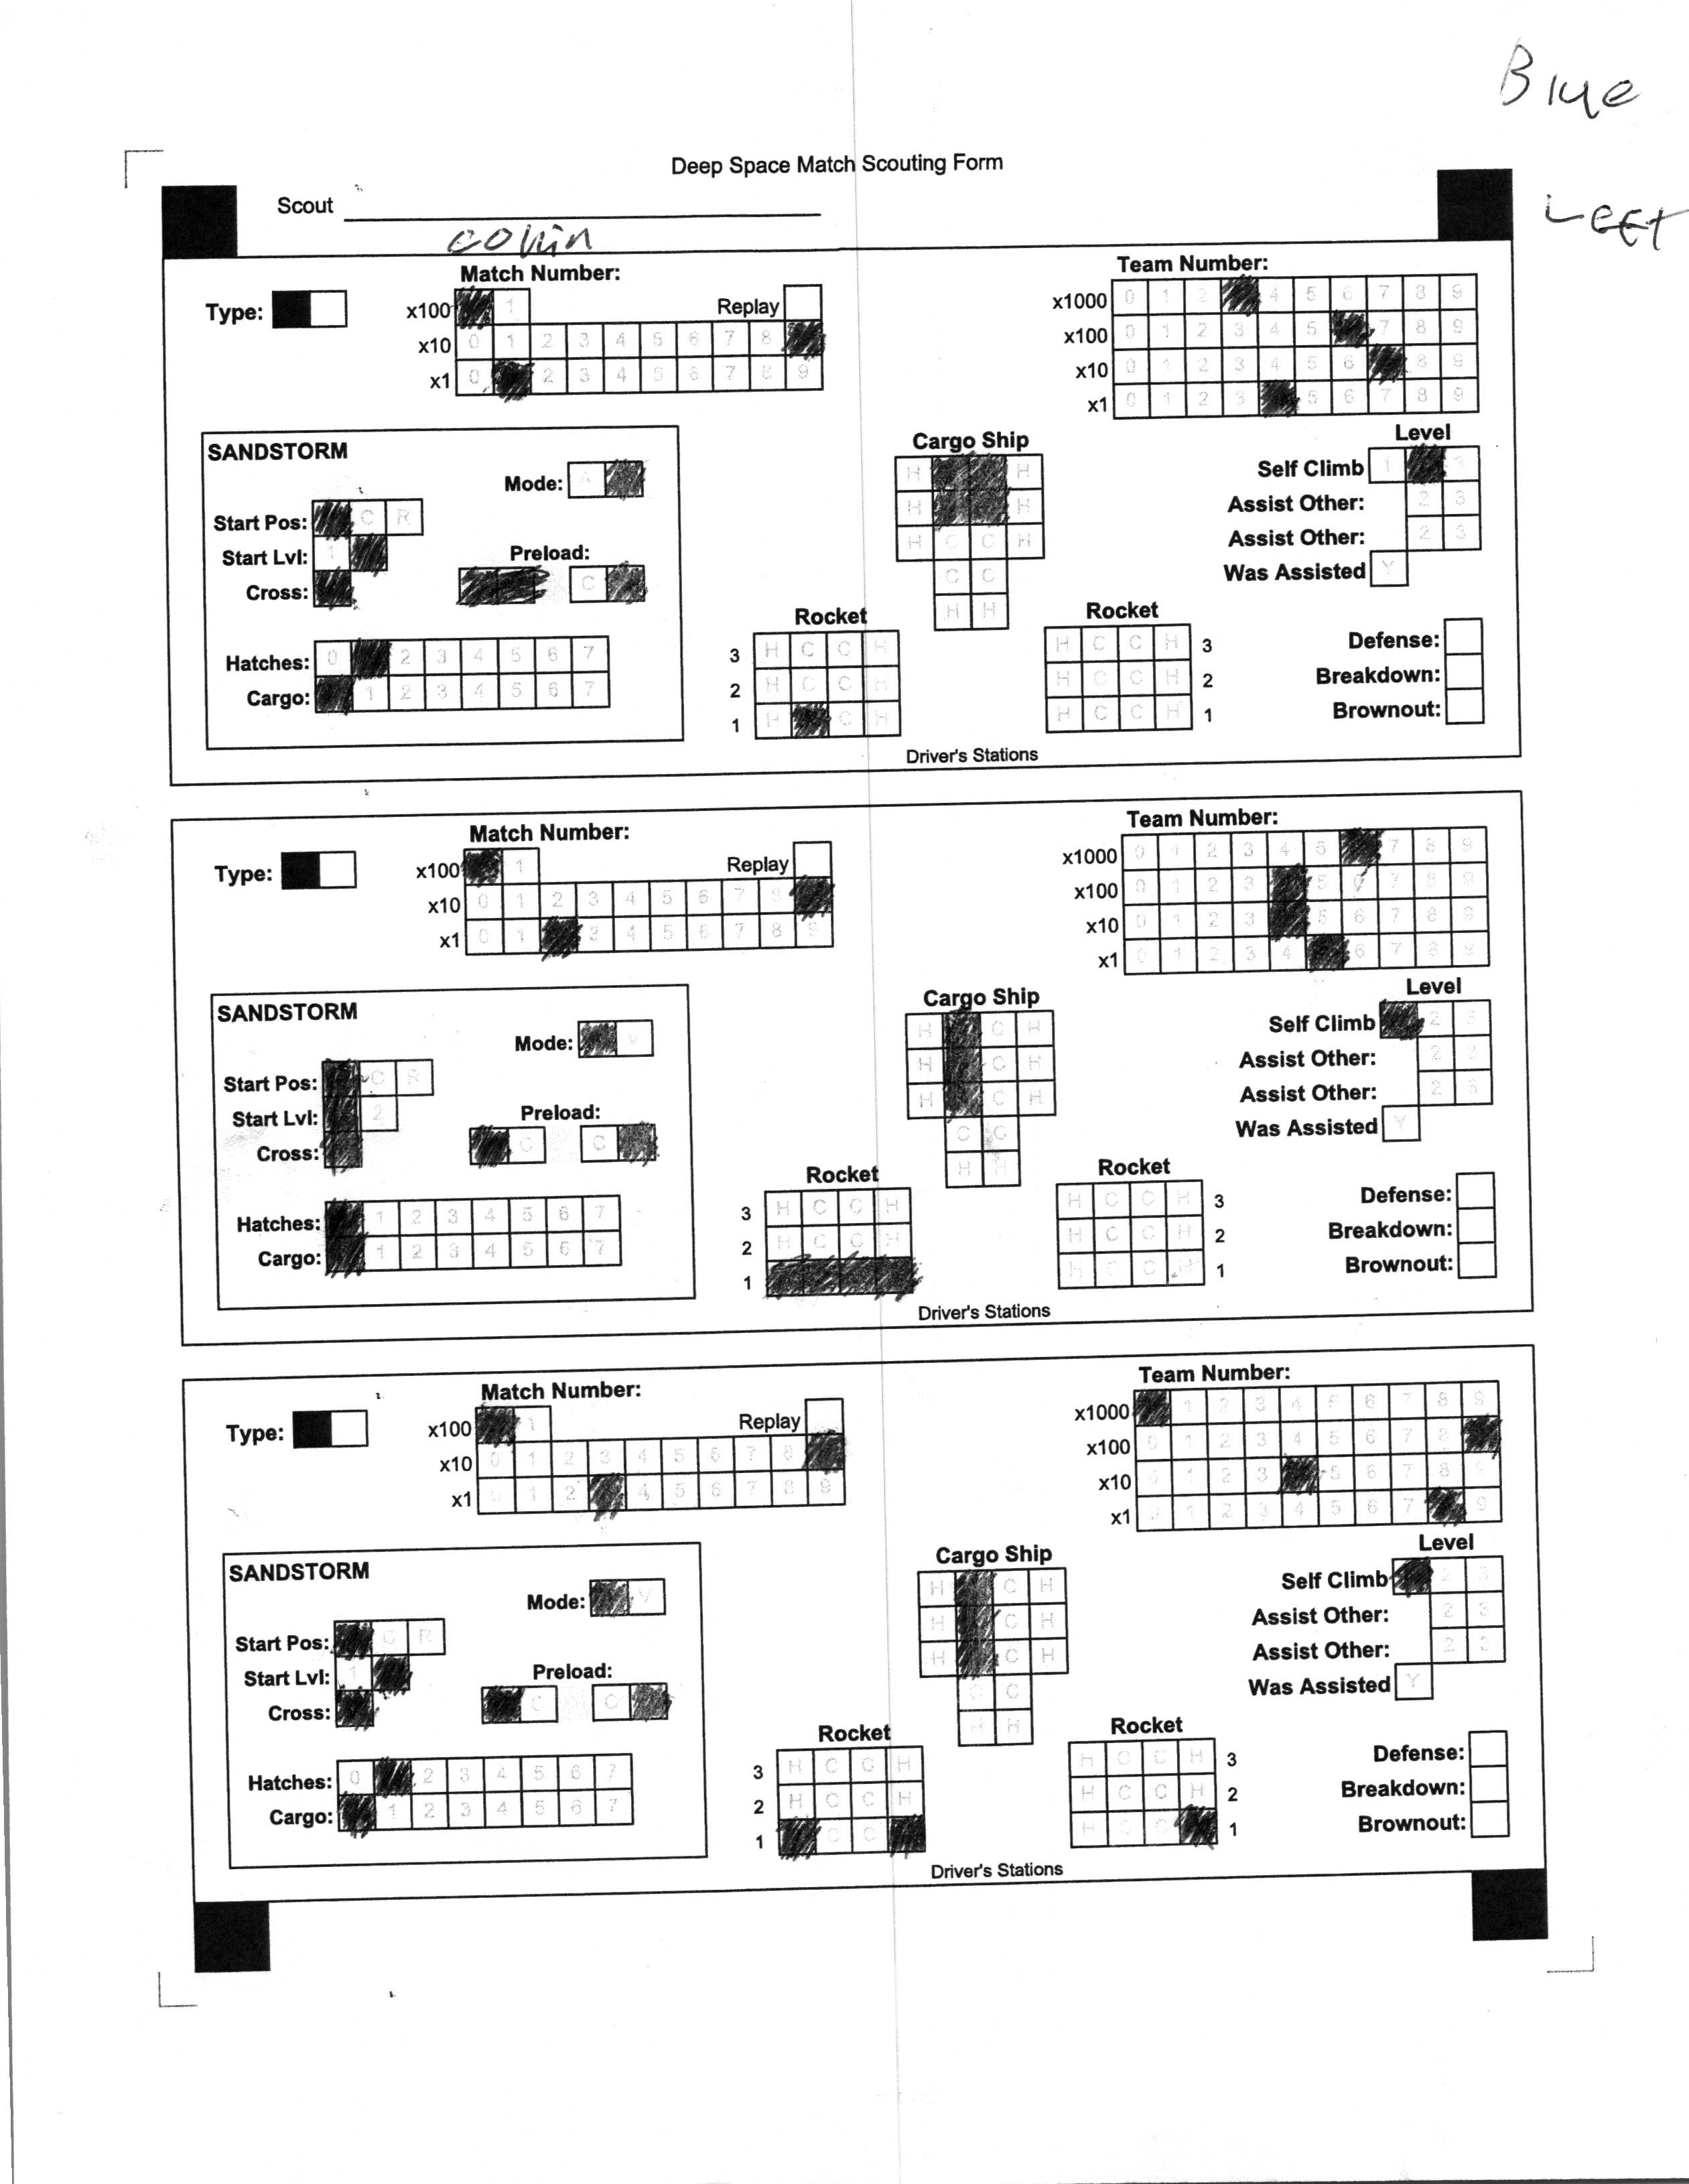 Blue
Left
Deep Space Match Scouting Form
Scout collin
Match Number:
Team Number:
Type:
x100 1 Replay
x10 0 1 2 3 4 5 6 7 8
x1 0 2 3 4 5 6 7 8 9
x1000 0 1 2 4 5 6 7 8 9
x100 0 1 2 3 4 5 7 8 9
x10 0 1 2 3 4 5 6 8 9
x1 0 1 2 3 5 6 7 8 9
SANDSTORM
Mode: A
Start Pos: C R
Start Lvl: 1
Cross:
Preload:
C
Hatches: 0 2 3 4 5 6 7
Cargo: 1 2 3 4 5 6 7
Cargo Ship
H H
H H
H C C H
C C
H H
Rocket
3 H C C H
2 H C C H
1 H C H
Rocket
H C C H 3
H C C H 2
H C C H 1
Driver's Stations
Level
Self Climb 1 3
Assist Other: 2 3
Assist Other: 2 3
Was Assisted Y
Defense:
Breakdown:
Brownout:
Match Number:
Team Number:
Type:
x100 1 Replay
x10 0 1 2 3 4 5 6 7 8
x1 0 1 3 4 5 6 7 8 9
x1000 0 1 2 3 4 5 7 8 9
x100 0 1 2 3 5 6 7 8 9
x10 0 1 2 3 5 6 7 8 9
x1 0 1 2 3 4 6 7 8 9
SANDSTORM
Mode: V
Start Pos: C R
Start Lvl: 2
Cross:
Preload:
C C
Hatches: 1 2 3 4 5 6 7
Cargo: 1 2 3 4 5 6 7
Cargo Ship
H C H
H C H
H C H
C C
H H
Rocket
3 H C C H
2 H C C H
1
Rocket
H C C H 3
H C C H 2
H C C H 1
Driver's Stations
Level
Self Climb 2 3
Assist Other: 2 3
Assist Other: 2 3
Was Assisted Y
Defense:
Breakdown:
Brownout:
Match Number:
Team Number:
Type:
x100 1 Replay
x10 0 1 2 3 4 5 6 7 8
x1 0 1 2 4 5 6 7 8 9
x1000 1 2 3 4 5 6 7 8 9
x100 0 1 2 3 4 5 6 7 8
x10 0 1 2 3 5 6 7 8 9
x1 0 1 2 3 4 5 6 7 9
SANDSTORM
Mode: V
Start Pos: C R
Start Lvl: 1
Cross:
Preload:
C C
Hatches: 0 2 3 4 5 6 7
Cargo: 1 2 3 4 5 6 7
Cargo Ship
H C H
H C H
H C H
C C
H H
Rocket
3 H C C H
2 H C C H
1 C C
Rocket
H C C H 3
H C C H 2
H C C 1
Driver's Stations
Level
Self Climb 2 3
Assist Other: 2 3
Assist Other: 2 3
Was Assisted Y
Defense:
Breakdown:
Brownout: